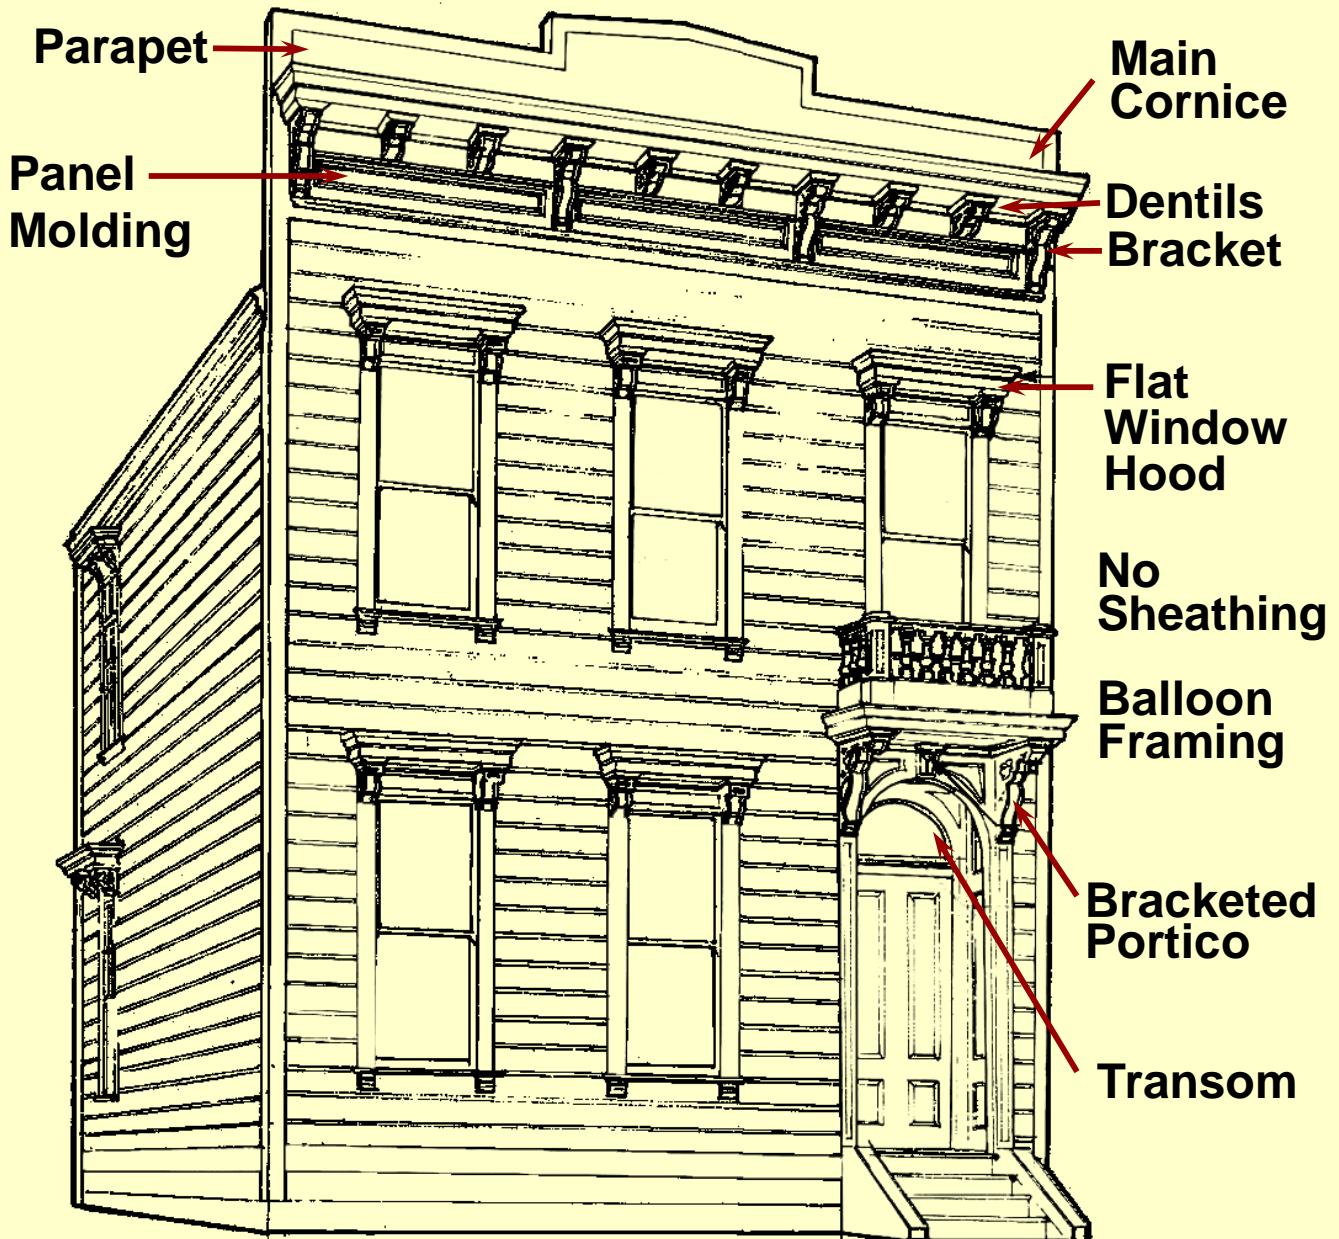 Parapet
Main
Cornice
Panel
Molding
Dentils
Bracket
Flat
Window
Hood
No
Sheathing
Balloon
Framing
Bracketed
Portico
Transom